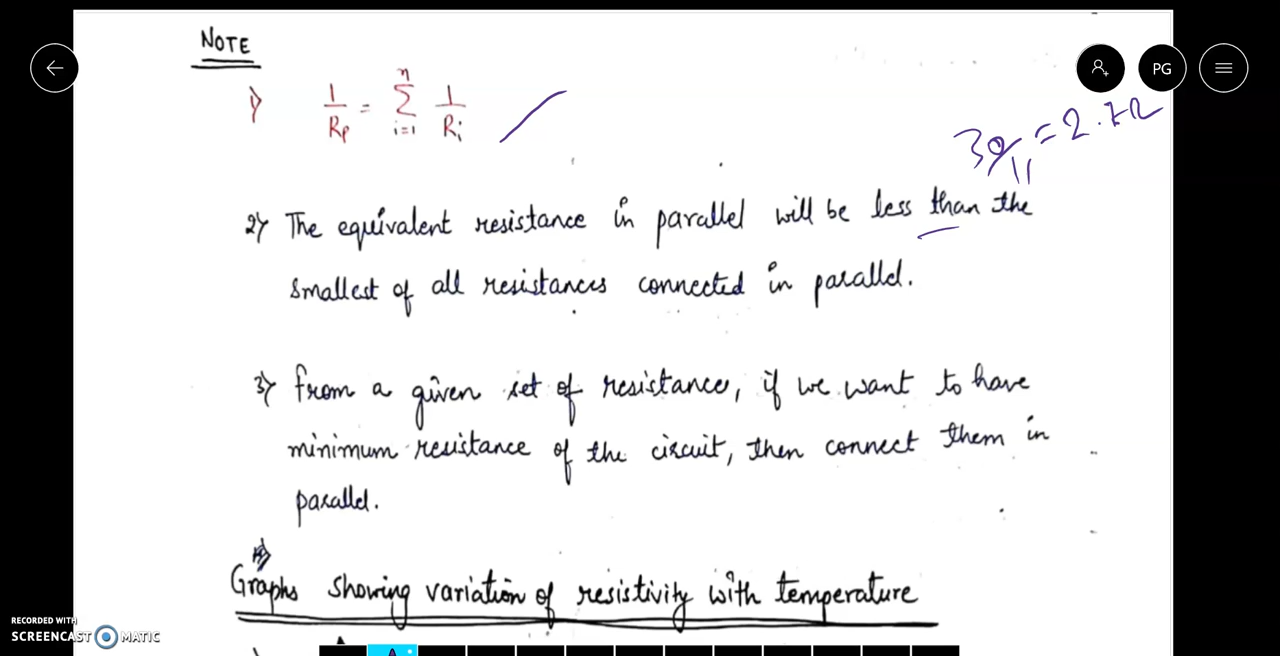 NOTE
PG
1) 1/Rp = Σ i=1 n 1/Ri
30/11 = 2.72
2) The equivalent resistance in parallel will be less than the
smallest of all resistances connected in parallel.
3) From a given set of resistance, if we want to have
minimum resistance of the circuit, then connect them in
parallel.
Graphs showing variation of resistivity with temperature
RECORDED WITH
SCREENCAST MATIC